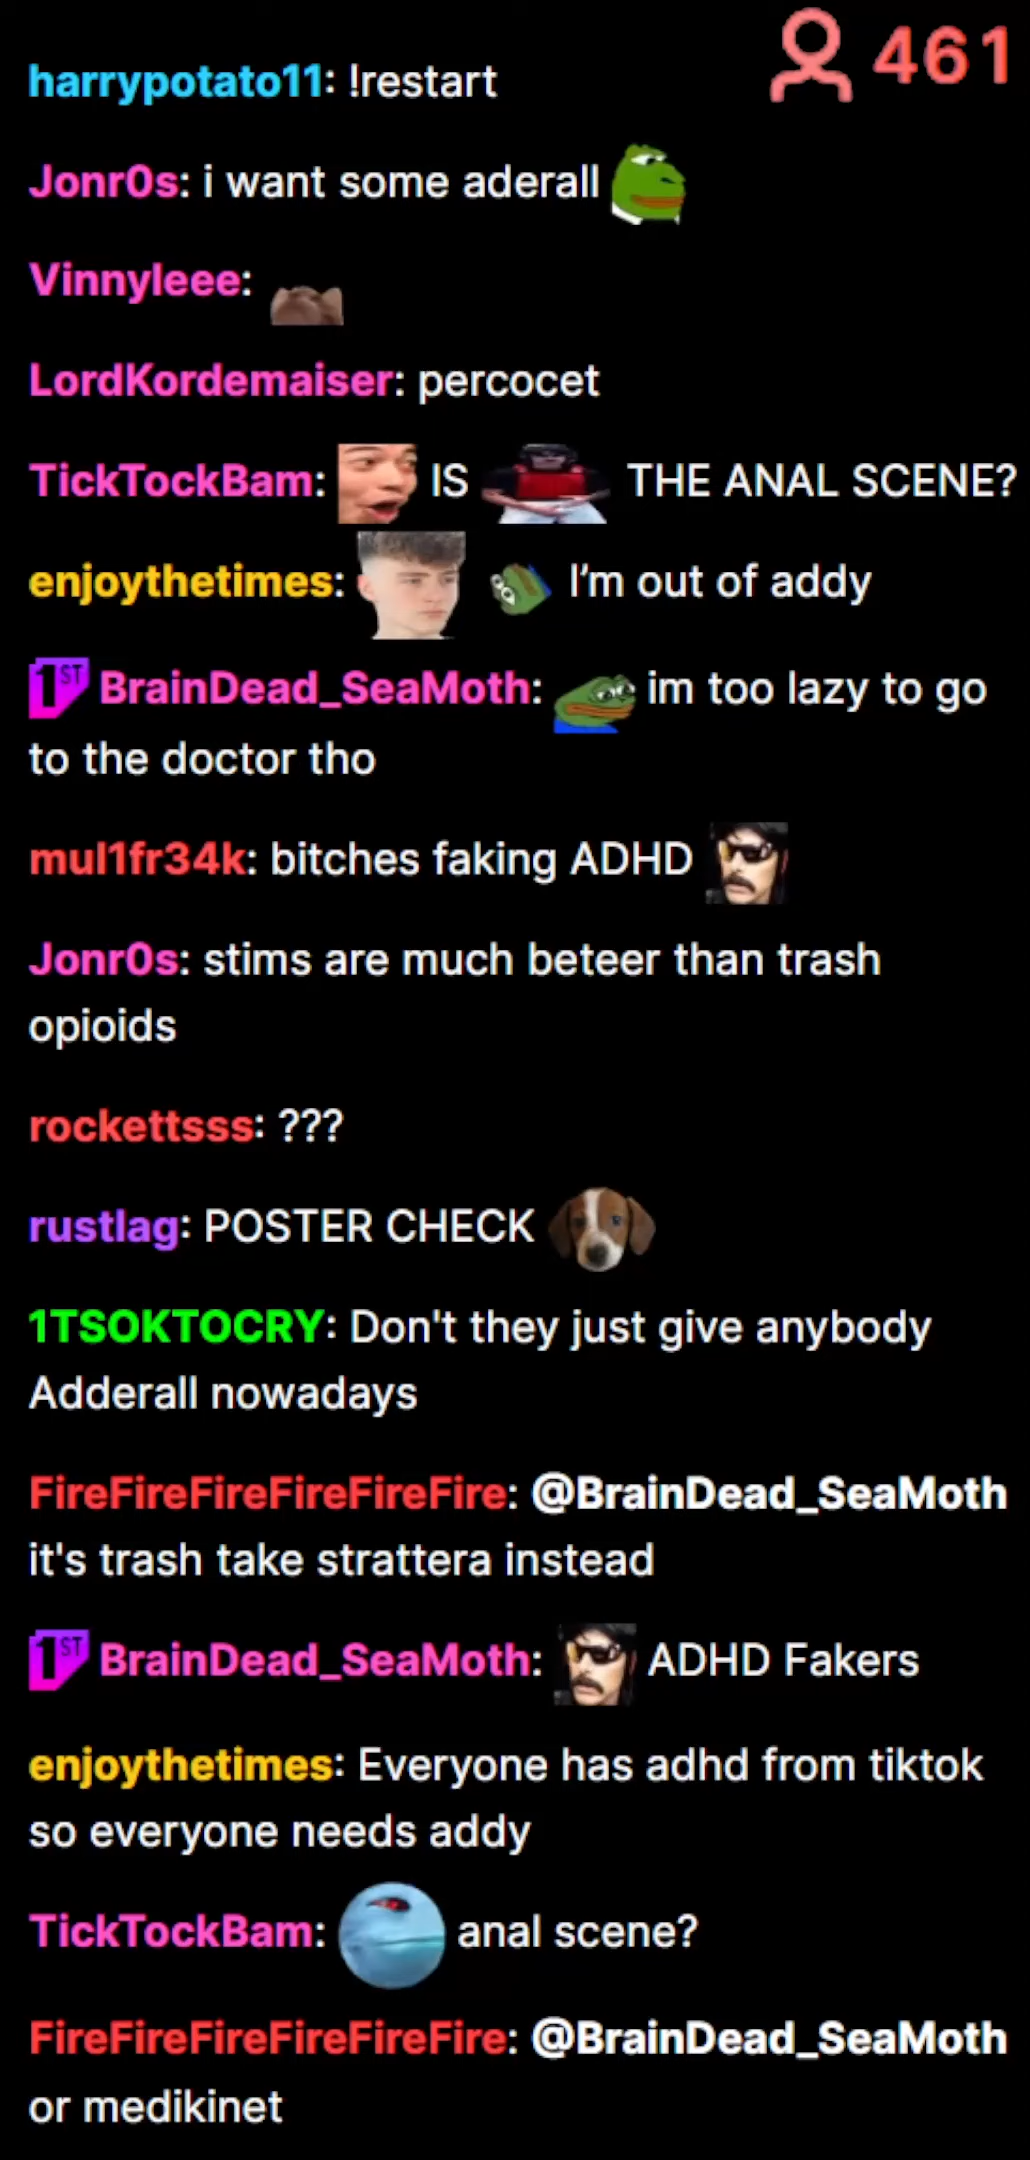 461
harrypotato11: !restart
Jonr0s: i want some aderall
Vinnyleee:
LordKordemaiser: percocet
TickTockBam: IS THE ANAL SCENE?
enjoythetimes: I'm out of addy
1ST BrainDead_SeaMoth: im too lazy to go
to the doctor tho
mul1fr34k: bitches faking ADHD
Jonr0s: stims are much beteer than trash
opioids
rockettsss: ???
rustlag: POSTER CHECK
1TSOKTOCRY: Don't they just give anybody
Adderall nowadays
FireFireFireFireFireFire: @BrainDead_SeaMoth
it's trash take strattera instead
1ST BrainDead_SeaMoth: ADHD Fakers
enjoythetimes: Everyone has adhd from tiktok
so everyone needs addy
TickTockBam: anal scene?
FireFireFireFireFireFire: @BrainDead_SeaMoth
or medikinet